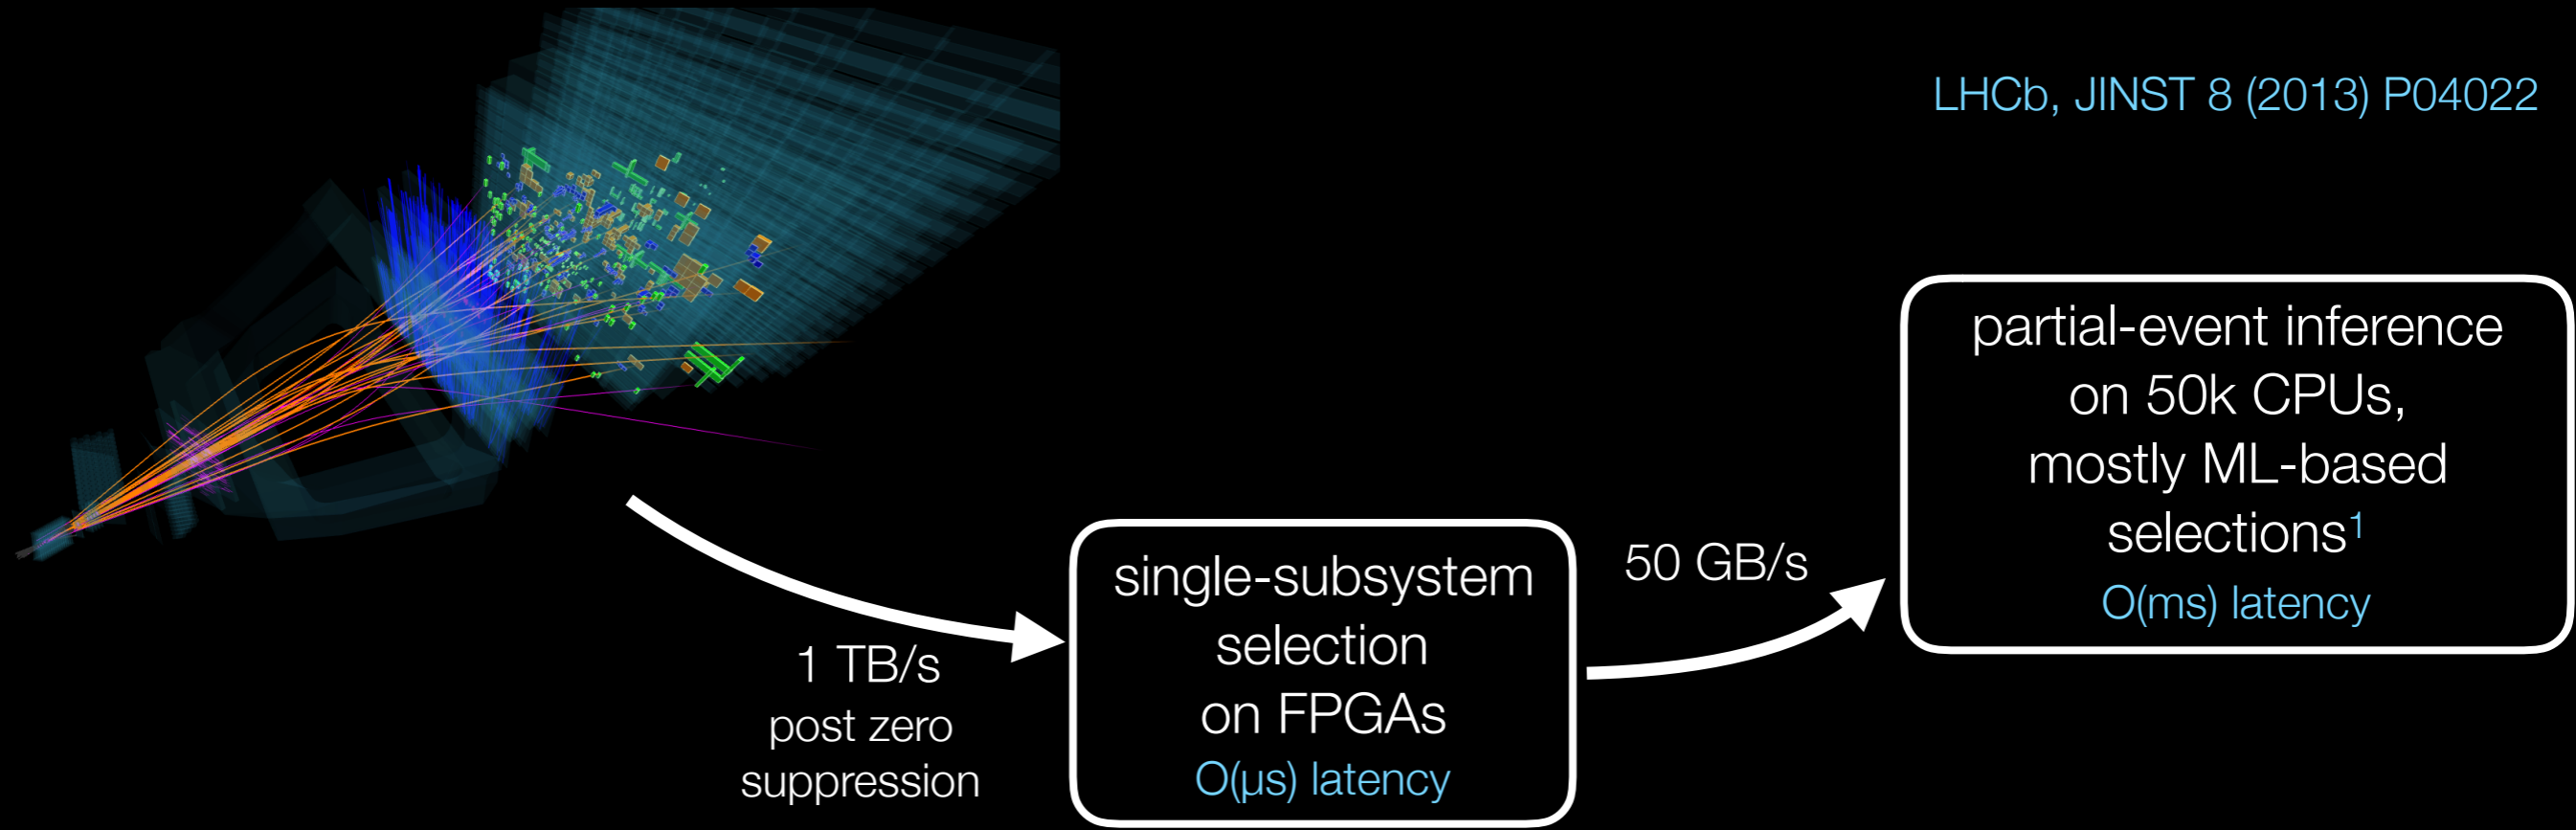 LHCb, JINST 8 (2013) P04022
1 TB/s
post zero
suppression
single-subsystem
selection
on FPGAs
O(μs) latency
50 GB/s
partial-event inference
on 50k CPUs,
mostly ML-based
selections¹
O(ms) latency